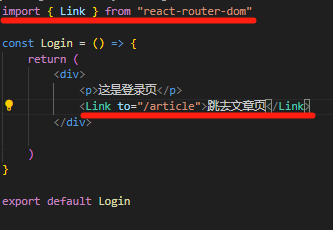 import { Link } from "react-router-dom"
const Login = () => {
return (
<div>
<p>这是登录页</p>
<Link to="/article">跳去文章页</Link>
</div>
)
}
export default Login